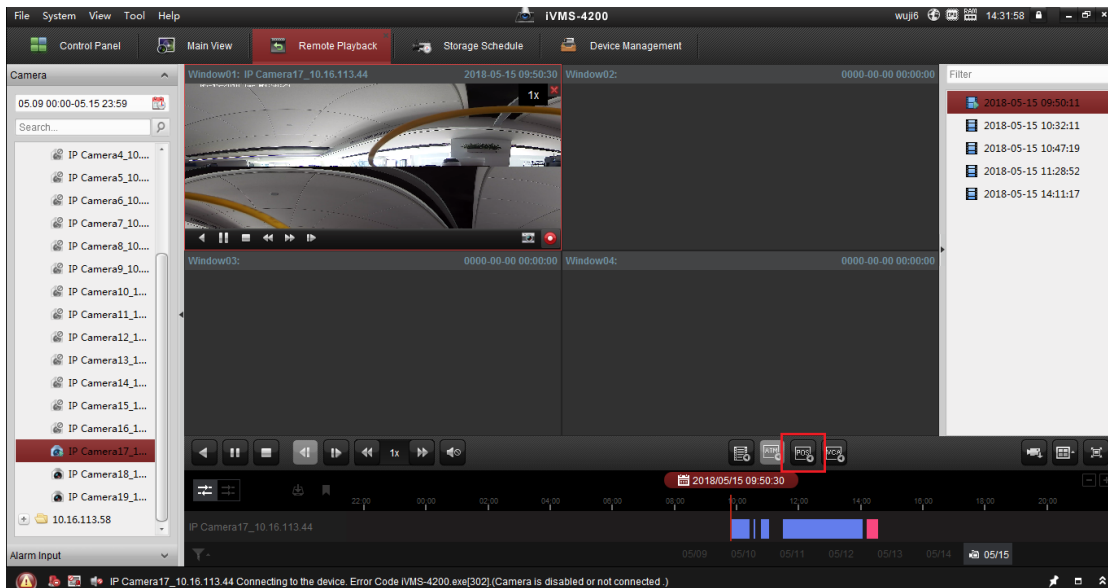 File System View Tool Help
iVMS-4200
wuji6
RAM
14:31:58
Control Panel
Main View
Remote Playback
Storage Schedule
Device Management
Camera
05.09 00:00-05.15 23:59
Search...
IP Camera4_10....
IP Camera5_10....
IP Camera6_10....
IP Camera7_10....
IP Camera8_10....
IP Camera9_10....
IP Camera10_1...
IP Camera11_1...
IP Camera12_1...
IP Camera13_1...
IP Camera14_1...
IP Camera15_1...
IP Camera16_1...
IP Camera17_1...
IP Camera18_1...
IP Camera19_1...
10.16.113.58
Alarm Input
Window01: IP Camera17_10.16.113.44 2018-05-15 09:50:30
1x
Window02: 0000-00-00 00:00:00
Window03: 0000-00-00 00:00:00
Window04: 0000-00-00 00:00:00
Filter
2018-05-15 09:50:11
2018-05-15 10:32:11
2018-05-15 10:47:19
2018-05-15 11:28:52
2018-05-15 14:11:17
1x
ATM
POS
VCA
2018/05/15 09:50:30
22:00 00:00 02:00 04:00 06:00 08:00 10:00 12:00 14:00 16:00 18:00 20:00
IP Camera17_10.16.113.44
05/09 05/10 05/11 05/12 05/13 05/14 05/15
IP Camera17_10.16.113.44 Connecting to the device. Error Code iVMS-4200.exe[302].(Camera is disabled or not connected .)